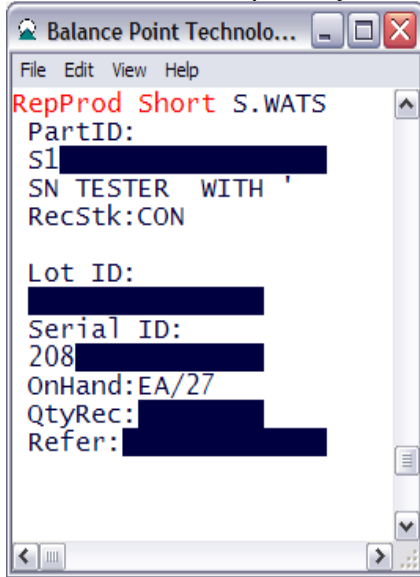 Balance Point Technolo...
File Edit View Help
RepProd Short S.WATS
PartID:
S1
SN TESTER  WITH '
RecStk:CON
Lot ID:
Serial ID:
208
OnHand:EA/27
QtyRec:
Refer: